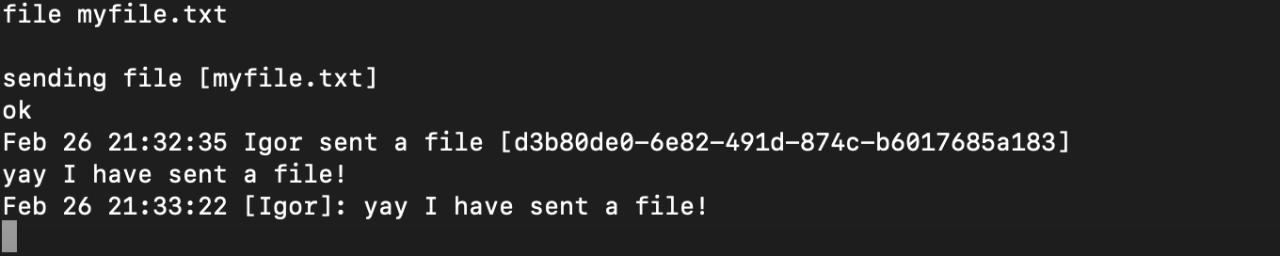 file myfile.txt
sending file [myfile.txt]
ok
Feb 26 21:32:35 Igor sent a file [d3b80de0-6e82-491d-874c-b6017685a183]
yay I have sent a file!
Feb 26 21:33:22 [Igor]: yay I have sent a file!